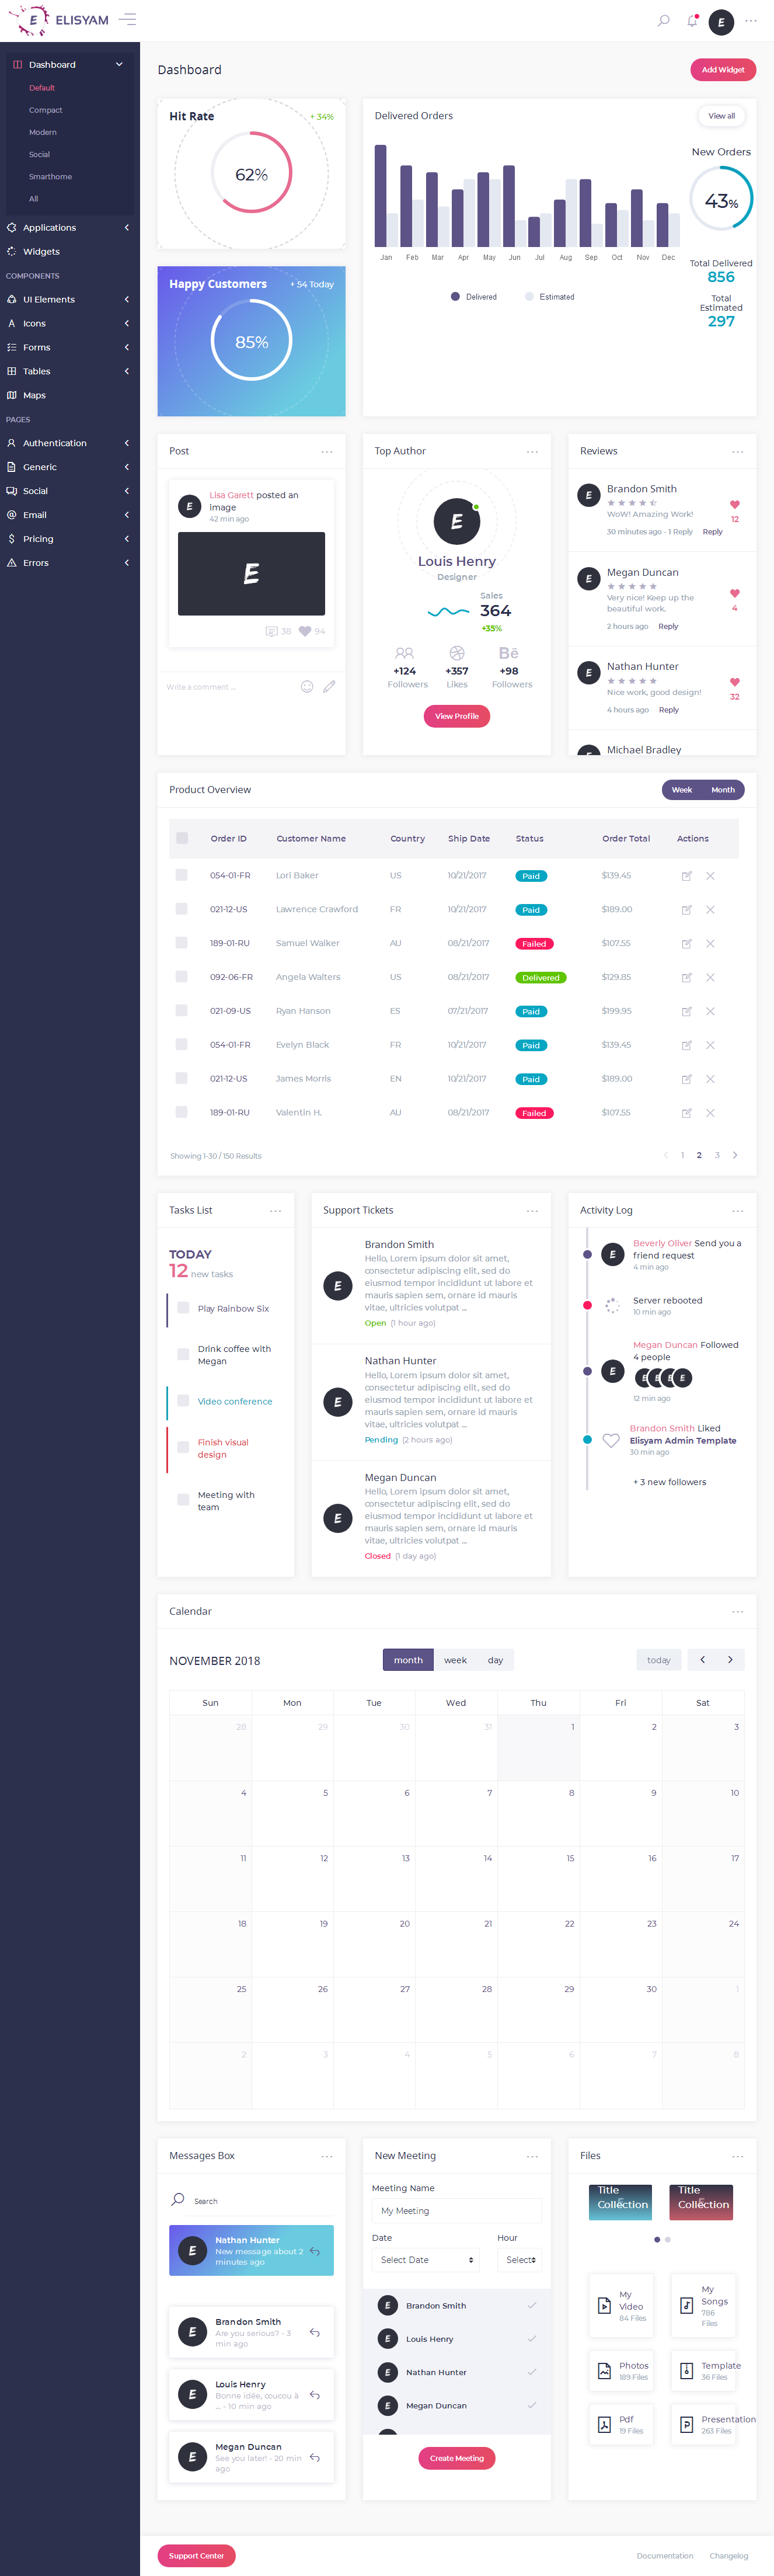 ELISYAM
Dashboard
Default
Compact
Modern
Social
Smarthome
All
Applications
Widgets
COMPONENTS
UI Elements
Icons
Forms
Tables
Maps
PAGES
Authentication
Generic
Social
Email
Pricing
Errors
Dashboard
Add Widget
Hit Rate
+ 34%
62%
Happy Customers
+ 54 Today
85%
Delivered Orders
View all
Jan Feb Mar Apr May Jun Jul Aug Sep Oct Nov Dec
Delivered Estimated
New Orders
43%
Total Delivered
856
Total
Estimated
297
Post
Lisa Garett posted an
image
42 min ago
38 94
Write a comment ...
Top Author
Louis Henry
Designer
Sales
364
+35%
+124 +357 +98
Followers Likes Followers
View Profile
Reviews
Brandon Smith
WoW! Amazing Work!
30 minutes ago - 1 Reply Reply
12
Megan Duncan
Very nice! Keep up the
beautiful work.
2 hours ago Reply
4
Nathan Hunter
Nice work, good design!
4 hours ago Reply
32
Michael Bradley
Product Overview
Week Month
Order ID Customer Name Country Ship Date Status Order Total Actions
054-01-FR Lori Baker US 10/21/2017 Paid $139.45
021-12-US Lawrence Crawford FR 10/21/2017 Paid $189.00
189-01-RU Samuel Walker AU 08/21/2017 Failed $107.55
092-06-FR Angela Walters US 08/21/2017 Delivered $129.85
021-09-US Ryan Hanson ES 07/21/2017 Paid $199.95
054-01-FR Evelyn Black FR 10/21/2017 Paid $139.45
021-12-US James Morris EN 10/21/2017 Paid $189.00
189-01-RU Valentin H. AU 08/21/2017 Failed $107.55
Showing 1-30 / 150 Results
1 2 3
Tasks List
TODAY
12 new tasks
Play Rainbow Six
Drink coffee with
Megan
Video conference
Finish visual
design
Meeting with
team
Support Tickets
Brandon Smith
Hello, Lorem ipsum dolor sit amet,
consectetur adipiscing elit, sed do
eiusmod tempor incididunt ut labore et
mauris sapien sem, ornare id mauris
vitae, ultricies volutpat ...
Open (1 hour ago)
Nathan Hunter
Hello, Lorem ipsum dolor sit amet,
consectetur adipiscing elit, sed do
eiusmod tempor incididunt ut labore et
mauris sapien sem, ornare id mauris
vitae, ultricies volutpat ...
Pending (2 hours ago)
Megan Duncan
Hello, Lorem ipsum dolor sit amet,
consectetur adipiscing elit, sed do
eiusmod tempor incididunt ut labore et
mauris sapien sem, ornare id mauris
vitae, ultricies volutpat ...
Closed (1 day ago)
Activity Log
Beverly Oliver Send you a
friend request
4 min ago
Server rebooted
10 min ago
Megan Duncan Followed
4 people
12 min ago
Brandon Smith Liked
Elisyam Admin Template
30 min ago
+ 3 new followers
Calendar
NOVEMBER 2018
month week day
today
Sun Mon Tue Wed Thu Fri Sat
28 29 30 31 1 2 3
4 5 6 7 8 9 10
11 12 13 14 15 16 17
18 19 20 21 22 23 24
25 26 27 28 29 30 1
2 3 4 5 6 7 8
Messages Box
Search
Nathan Hunter
New message about 2
minutes ago
Brandon Smith
Are you serious? - 3
min ago
Louis Henry
Bonne idée, coucou à
... - 10 min ago
Megan Duncan
See you later! - 20 min
ago
New Meeting
Meeting Name
My Meeting
Date Hour
Select Date Select
Brandon Smith
Louis Henry
Nathan Hunter
Megan Duncan
Create Meeting
Files
Title Title
Collection Collection
My
Video
84 Files
My
Songs
786
Files
Photos
189 Files
Template
36 Files
Pdf
19 Files
Presentation
263 Files
Support Center
Documentation Changelog